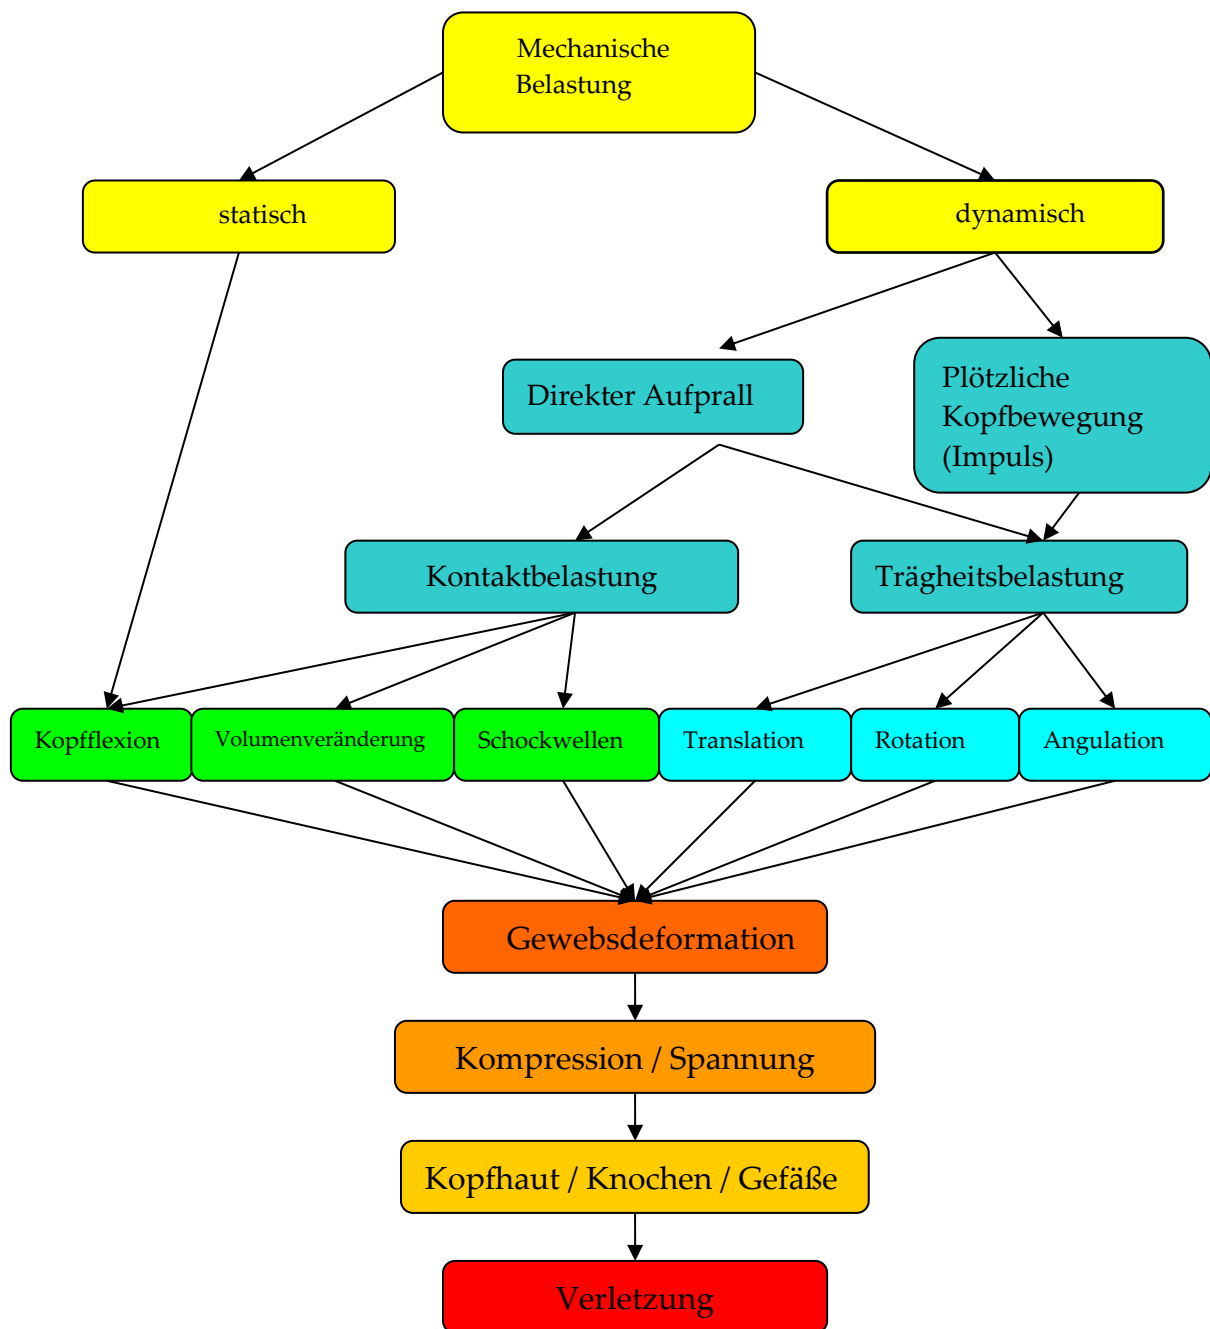 Mechanische
Belastung
statisch
dynamisch
Direkter Aufprall
Plötzliche
Kopfbewegung
(Impuls)
Kontaktbelastung
Trägheitsbelastung
Kopfflexion
Volumenveränderung
Schockwellen
Translation
Rotation
Angulation
Gewebsdeformation
Kompression / Spannung
Kopfhaut / Knochen / Gefäße
Verletzung